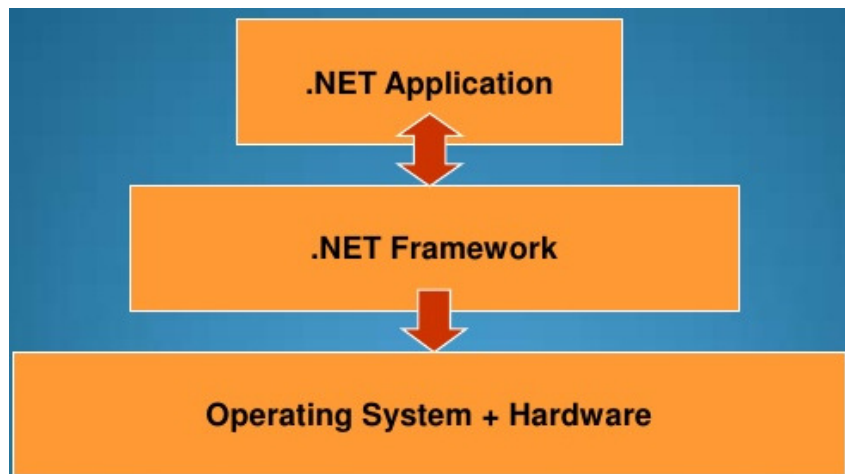 .NET Application
.NET Framework
Operating System + Hardware